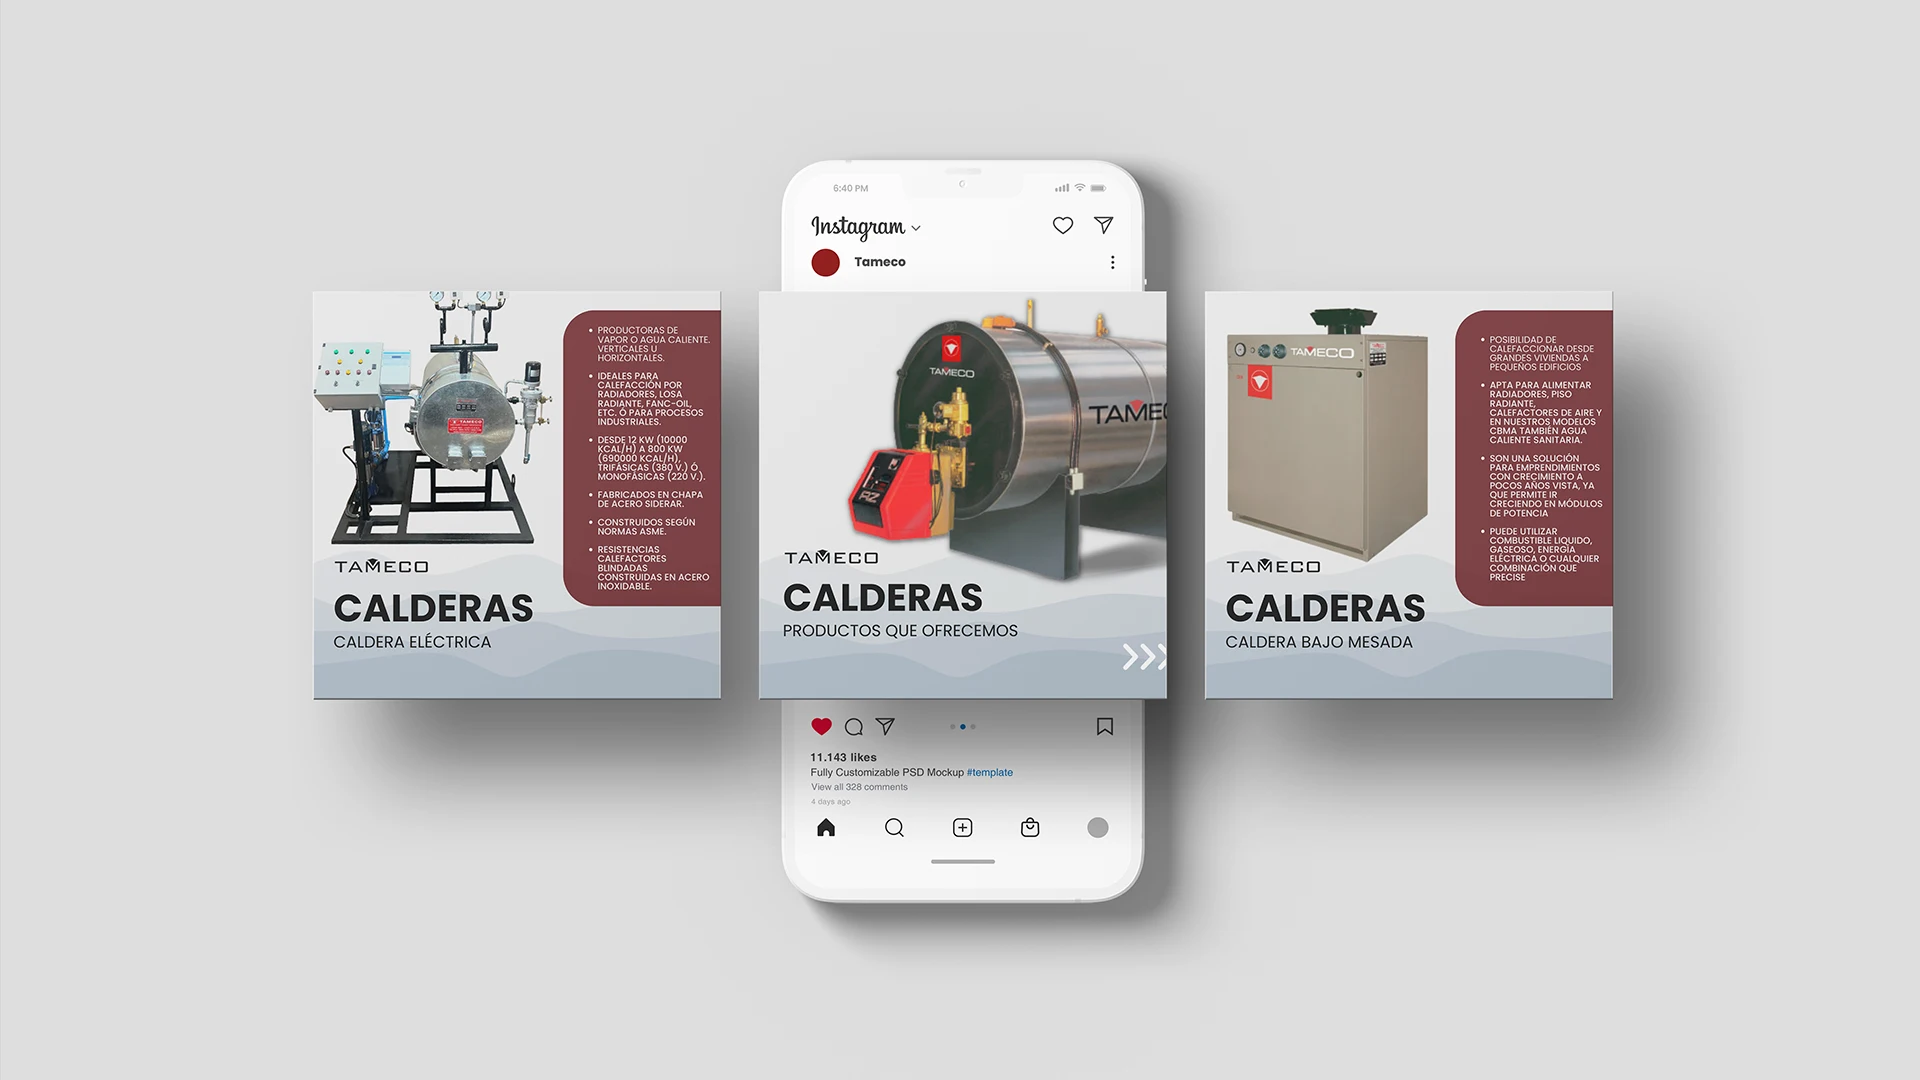 6:40 PM
Instagram
Tameco
• PRODUCTORAS DE
VAPOR O AGUA CALIENTE.
VERTICALES U
HORIZONTALES.
• IDEALES PARA
CALEFACCIÓN POR
RADIADORES, LOSA
RADIANTE, FANC-OIL,
ETC. Ó PARA PROCESOS
INDUSTRIALES.
• DESDE 12 KW (10000
KCAL/H) A 800 KW
(690000 KCAL/H),
TRIFÁSICAS (380 V.) Ó
MONOFÁSICAS (220 V.).
• FABRICADOS EN CHAPA
DE ACERO SIDERAR.
• CONSTRUIDOS SEGÚN
NORMAS ASME.
• RESISTENCIAS
CALEFACTORES
BLINDADAS
CONSTRUIDAS EN ACERO
INOXIDABLE.
TAMECO
TAMECO
CALDERAS
CALDERA ELÉCTRICA
TAMECO
TAMEC
RZ
TAMECO
CALDERAS
PRODUCTOS QUE OFRECEMOS
TAMECO
• POSIBILIDAD DE
CALEFACCIONAR DESDE
GRANDES VIVIENDAS A
PEQUEÑOS EDIFICIOS
• APTA PARA ALIMENTAR
RADIADORES, PISO
RADIANTE,
CALEFACTORES DE AIRE Y
EN NUESTROS MODELOS
CBMA TAMBIÉN AGUA
CALIENTE SANITARIA.
• SON UNA SOLUCIÓN
PARA EMPRENDIMIENTOS
CON CRECIMIENTO A
POCOS AÑOS VISTA, YA
QUE PERMITE IR
CRECIENDO EN MÓDULOS
DE POTENCIA
• PUEDE UTILIZAR
COMBUSTIBLE LIQUIDO,
GASEOSO, ENERGÍA
ELÉCTRICA O CUALQUIER
COMBINACIÓN QUE
PRECISE
TAMECO
CALDERAS
CALDERA BAJO MESADA
11.143 likes
Fully Customizable PSD Mockup #template
View all 328 comments
4 days ago